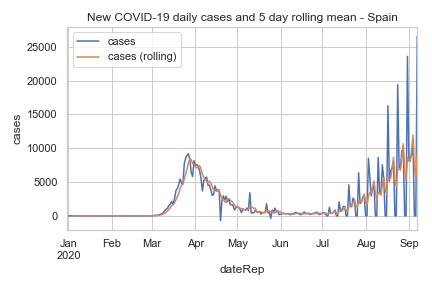 New COVID-19 daily cases and 5 day rolling mean - Spain
cases
cases (rolling)
25000
20000
15000
10000
5000
0
cases
Jan Feb Mar Apr May Jun Jul Aug Sep
2020
dateRep